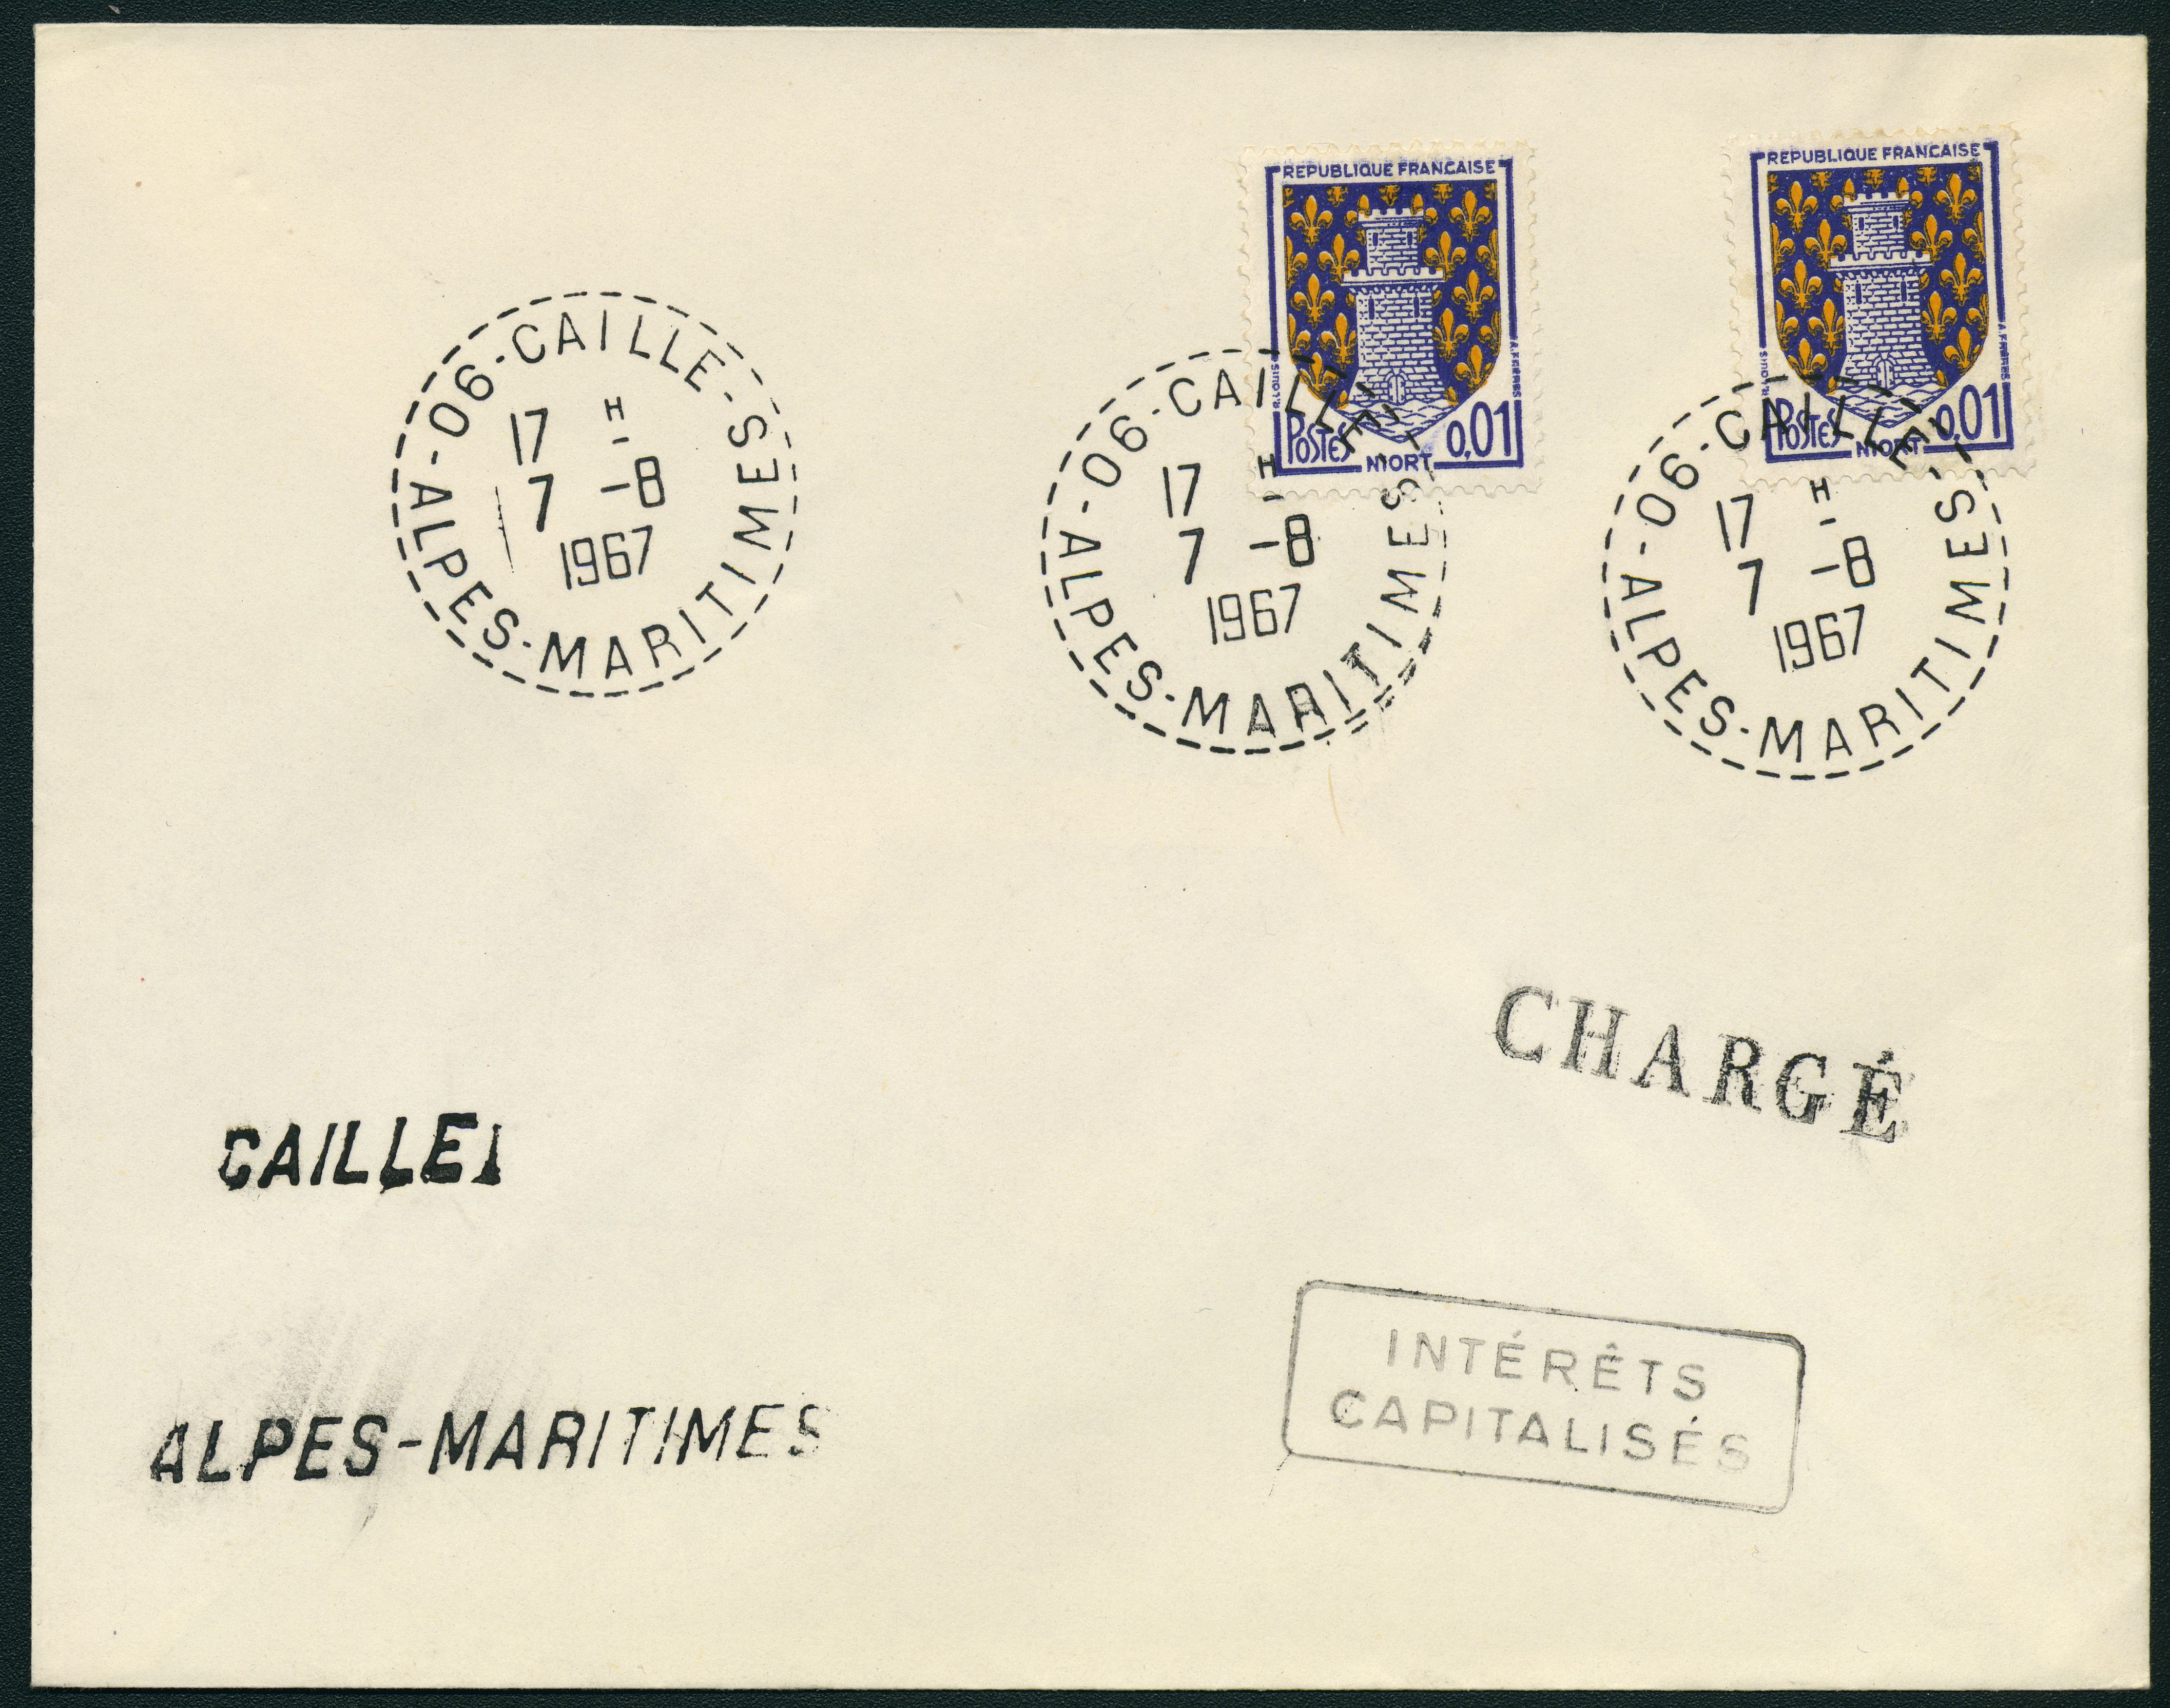 REPUBLIQUE FRANCAISE
POSTES
NIORT
0,01
REPUBLIQUE FRANCAISE
POSTES
NIORT
0,01
06-CAILLE-
ALPES-MARITIMES
17 H
7 -8
1967
06-CAILLE-
ALPES-MARITIMES
17 H
7 -8
1967
06-CAILLE-
ALPES-MARITIMES
17 H
7 -8
1967
CHARGÉ
CAILLE
INTÉRÊTS
CAPITALISÉS
ALPES-MARITIMES